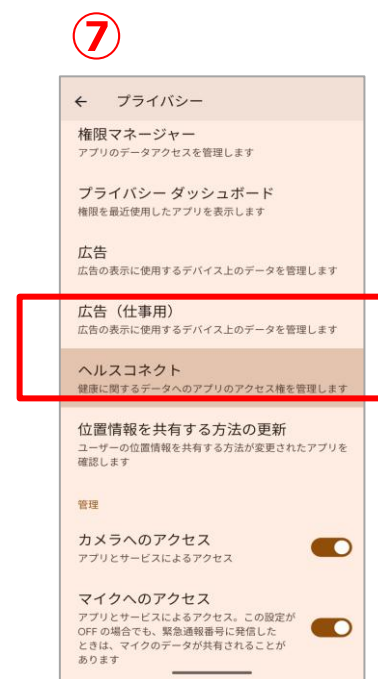 ⑦
← プライバシー
権限マネージャー
アプリのデータアクセスを管理します
プライバシー ダッシュボード
権限を最近使用したアプリを表示します
広告
広告の表示に使用するデバイス上のデータを管理します
広告（仕事用）
広告の表示に使用するデバイス上のデータを管理します
ヘルスコネクト
健康に関するデータへのアプリのアクセス権を管理します
位置情報を共有する方法の更新
ユーザーの位置情報を共有する方法が変更されたアプリを
確認します
管理
カメラへのアクセス
アプリとサービスによるアクセス
マイクへのアクセス
アプリとサービスによるアクセス。この設定が
OFF の場合でも、緊急通報番号に発信した
ときは、マイクのデータが共有されることが
あります